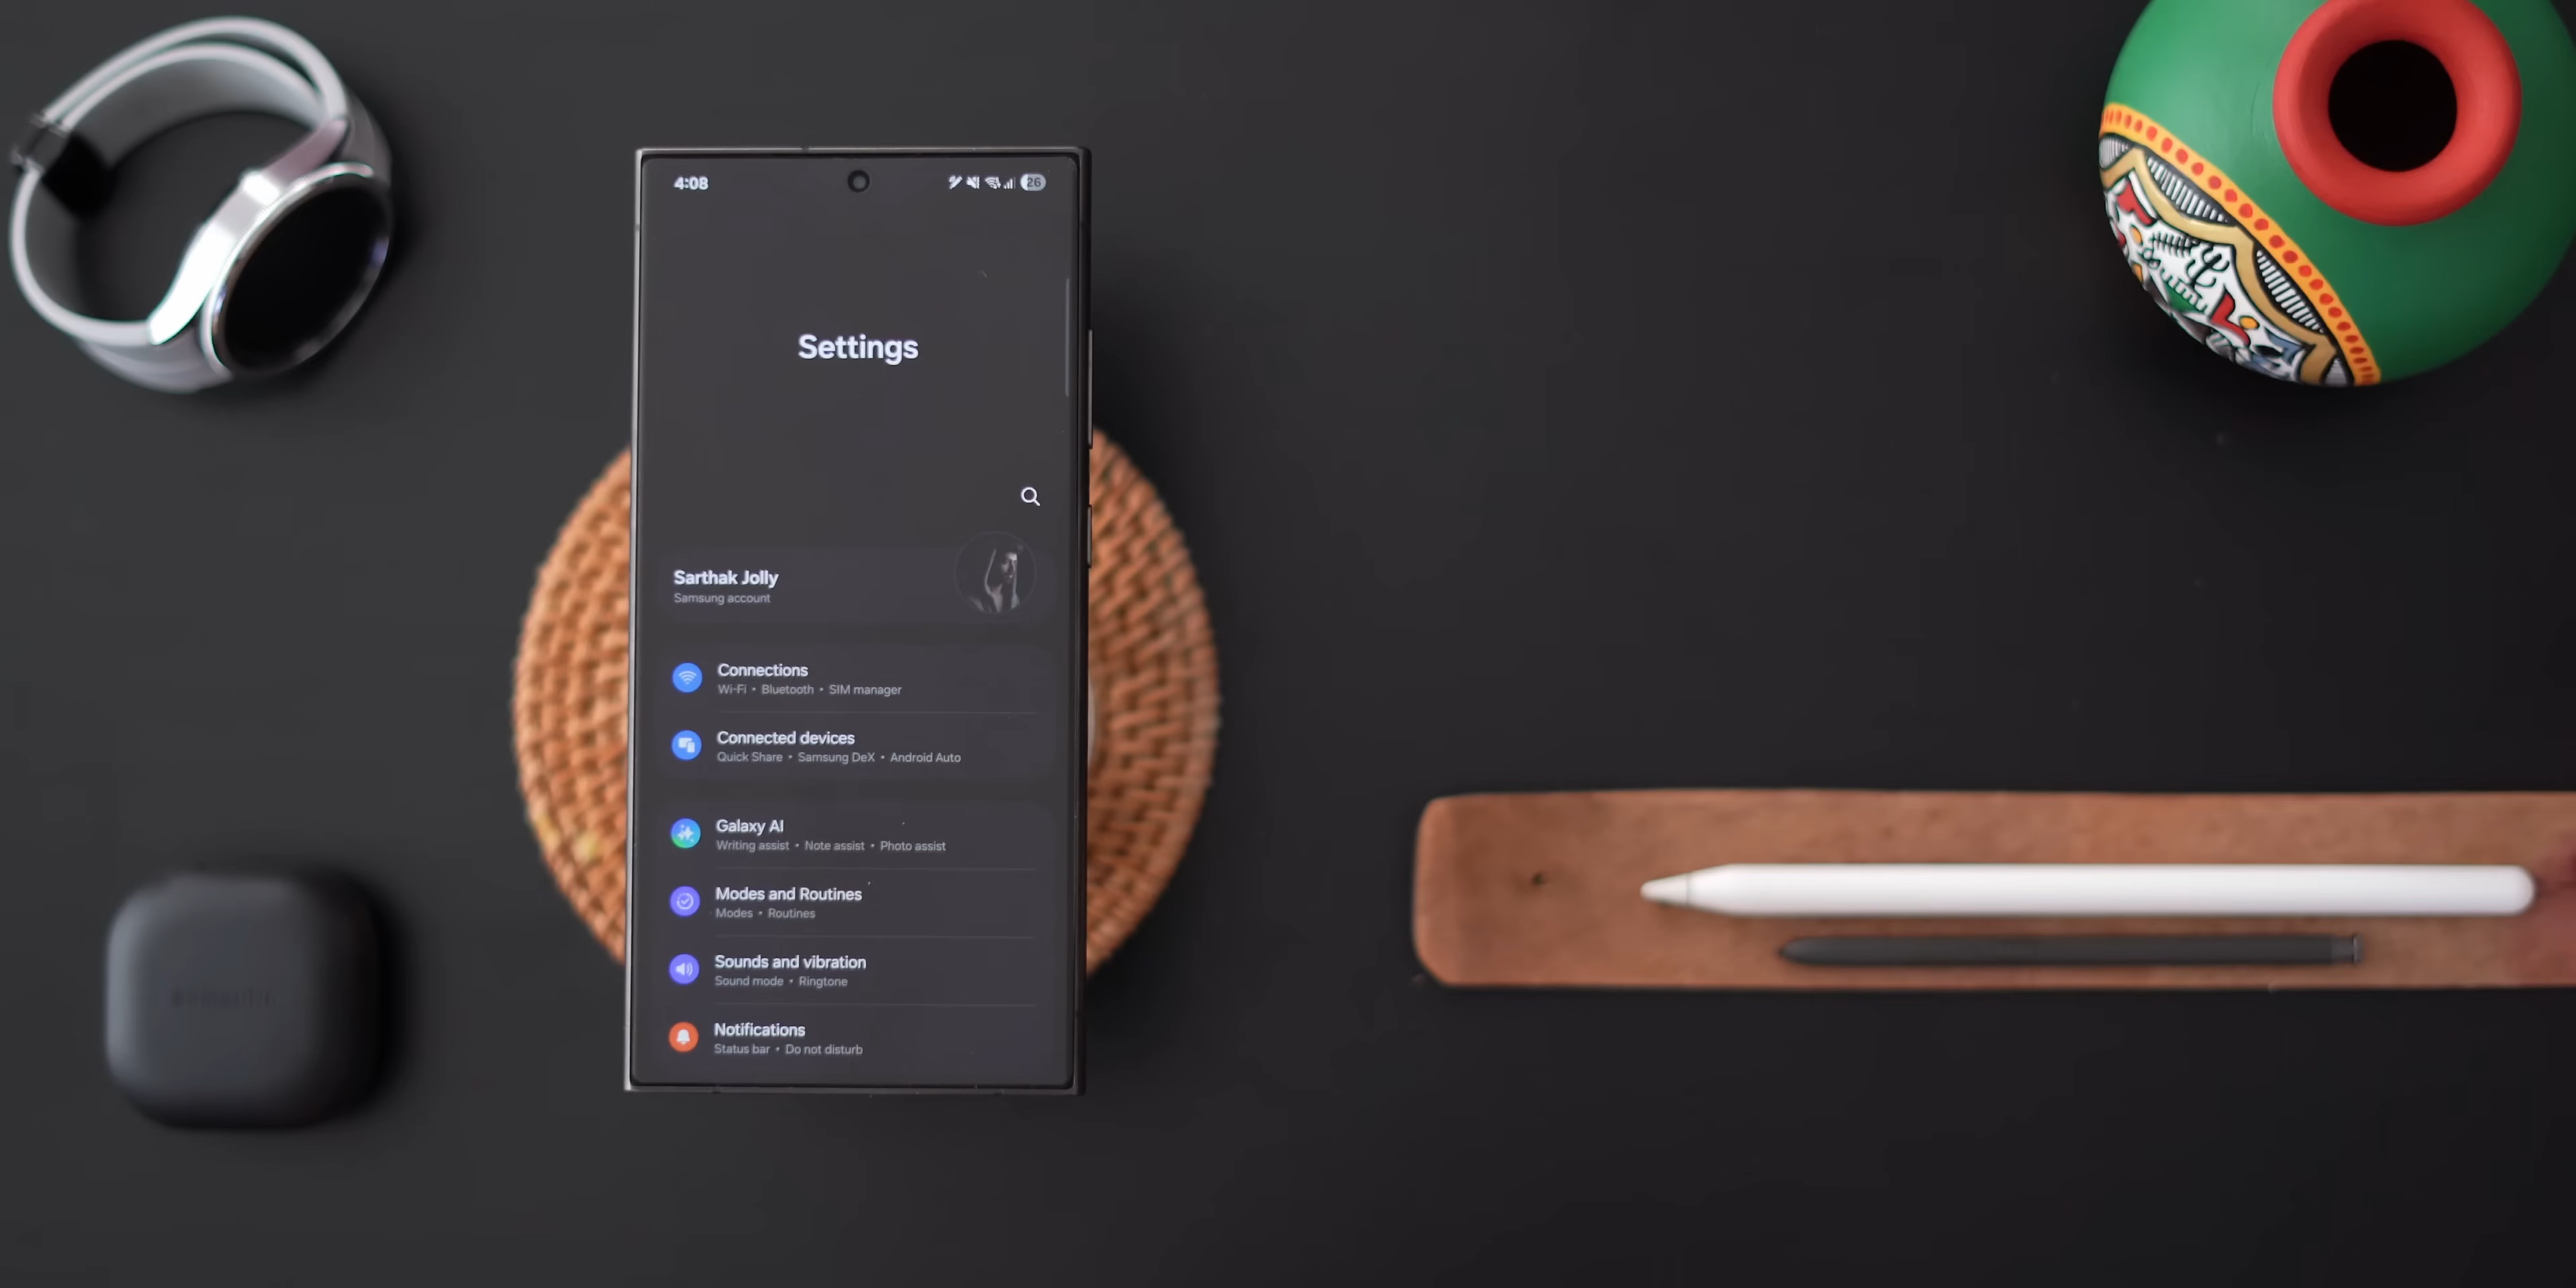 4:08
26
Settings
Sarthak Jolly
Samsung account
Connections
Wi-Fi • Bluetooth • SIM manager
Connected devices
Quick Share • Samsung DeX • Android Auto
Galaxy AI
Writing assist • Note assist • Photo assist
Modes and Routines
Modes • Routines
Sounds and vibration
Sound mode • Ringtone
Notifications
Status bar • Do not disturb